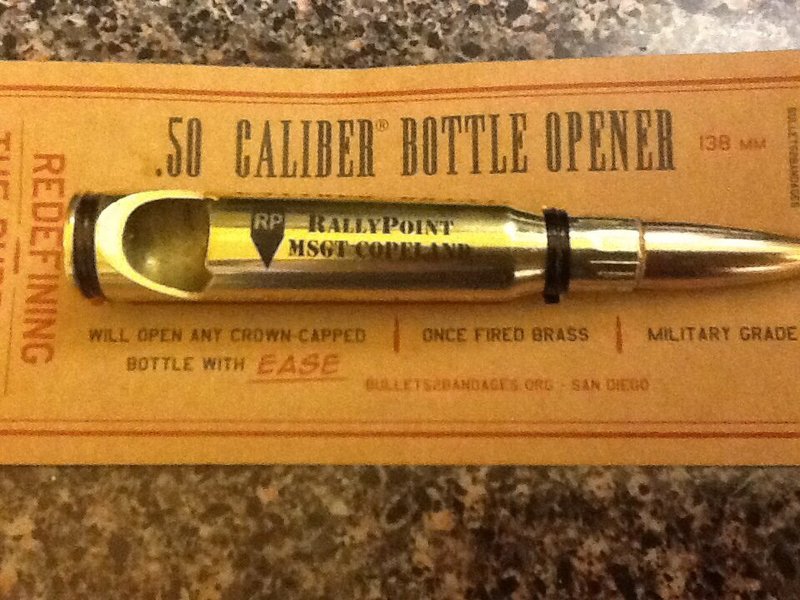 .50 CALIBER® BOTTLE OPENER
138 MM
REDEFINING
RP RALLYPOINT
MSGT COPELAND
WILL OPEN ANY CROWN-CAPPED
BOTTLE WITH EASE
ONCE FIRED BRASS
MILITARY GRADE
BULLETS2BANDAGES.ORG - SAN DIEGO
BULLETS2BANDAGES